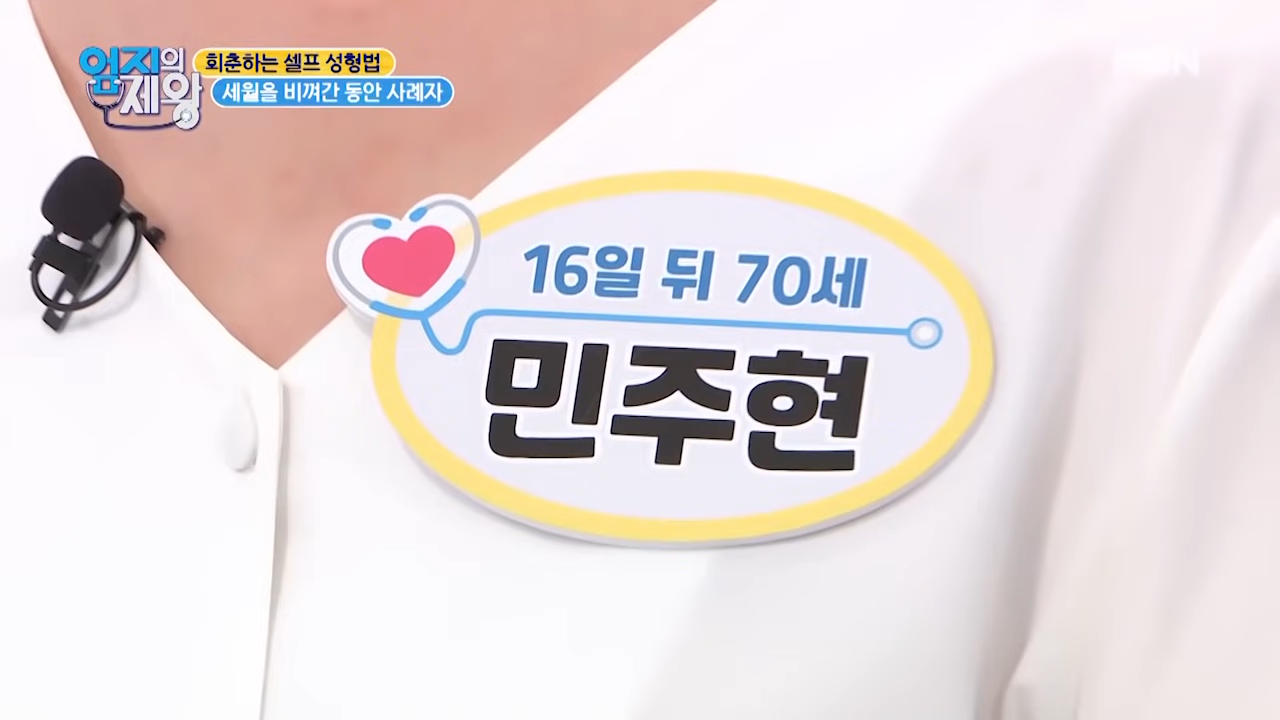 엄지의
제왕
회춘하는 셀프 성형법
세월을 비껴간 동안 사례자
16일 뒤 70세
민주현